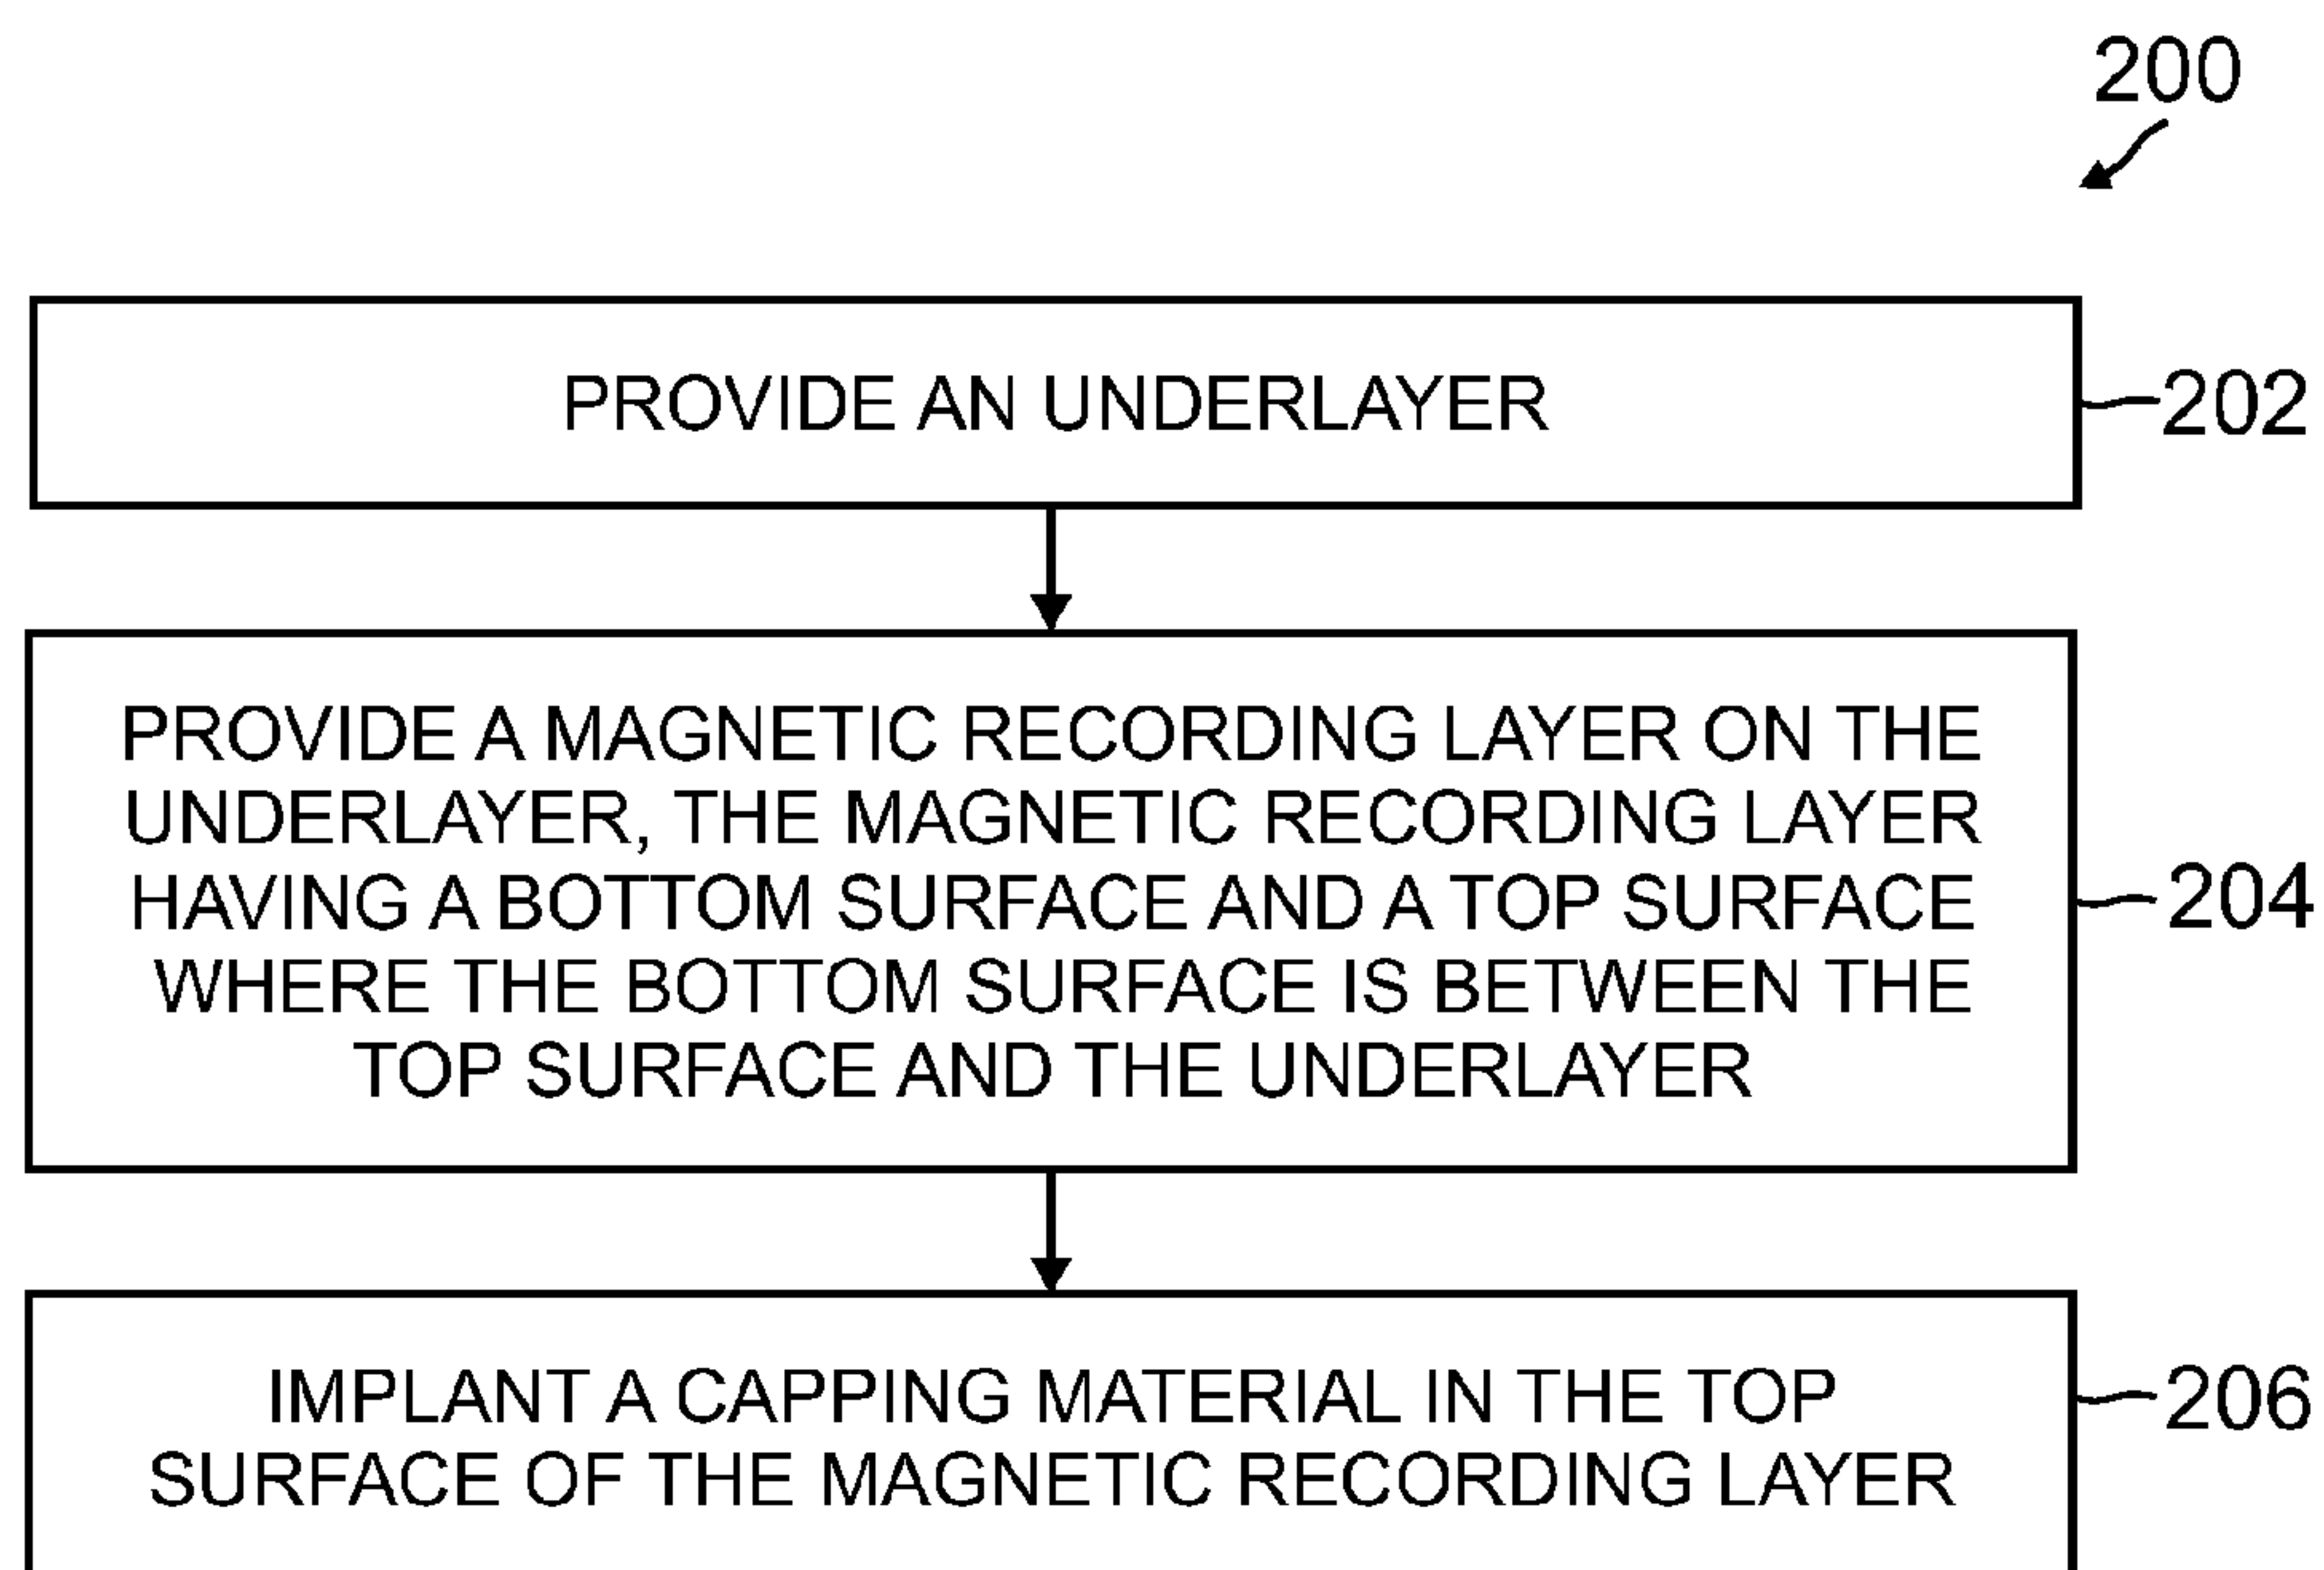 200
PROVIDE AN UNDERLAYER
202
PROVIDE A MAGNETIC RECORDING LAYER ON THE
UNDERLAYER, THE MAGNETIC RECORDING LAYER
HAVING A BOTTOM SURFACE AND A TOP SURFACE
WHERE THE BOTTOM SURFACE IS BETWEEN THE
TOP SURFACE AND THE UNDERLAYER
204
IMPLANT A CAPPING MATERIAL IN THE TOP
SURFACE OF THE MAGNETIC RECORDING LAYER
206